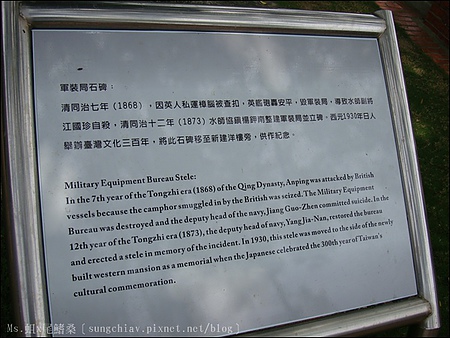 軍裝局石碑：
清同治七年（1868），因英人私運樟腦被查扣，英艦砲轟安平，毀軍裝局，導致水師副將
江國珍自殺，清同治十二年（1873）水師協鎮楊鉀南整建軍裝局並立碑。西元1930年日人
舉辦臺灣文化三百年，將此石碑移至新建洋樓旁，供作紀念。
Military Equipment Bureau Stele:
In the 7th year of the Tongzhi era (1868) of the Qing Dynasty, Anping was attacked by British
vessels because the camphor smuggled in by the British was seized. The Military Equipment
Bureau was destroyed and the deputy head of the navy, Jiang Guo-Zhen committed suicide. In the
12th year of the Tongzhi era (1873), the deputy head of navy, Yang Jia-Nan, restored the bureau
and erected a stele in memory of the incident. In 1930, this stele was moved to the side of the newly
built western mansion as a memorial when the Japanese celebrated the 300th year of Taiwan's
cultural commemoration.
[ sungchiav.pixnet.net/blog ]